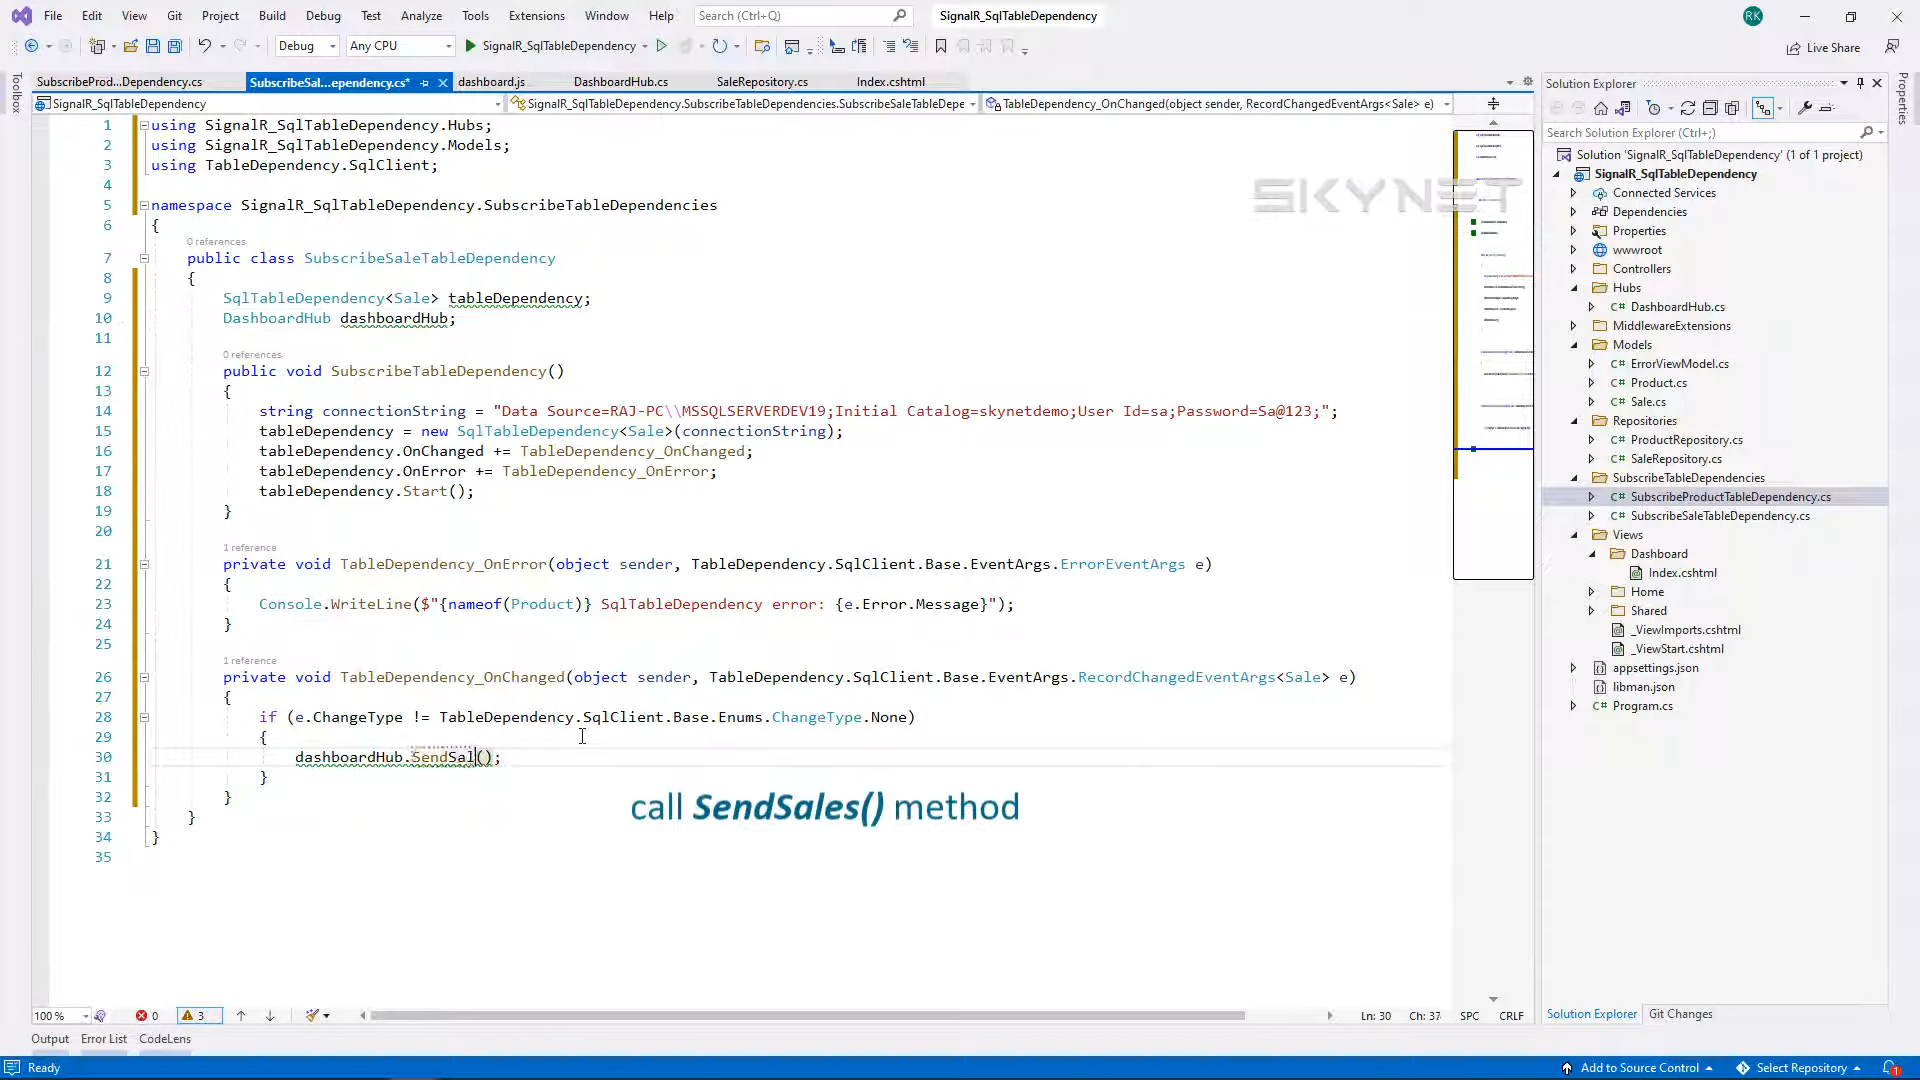 File Edit View Git Project Build Debug Test Analyze Tools Extensions Window Help Search (Ctrl+Q) SignalR_SqlTableDependency RK
Debug Any CPU SignalR_SqlTableDependency Live Share
Toolbox
SubscribeProd...Dependency.cs SubscribeSal...ependency.cs* dashboard.js DashboardHub.cs SaleRepository.cs Index.cshtml
SignalR_SqlTableDependency SignalR_SqlTableDependency.SubscribeTableDependencies.SubscribeSaleTableDepe TableDependency_OnChanged(object sender, RecordChangedEventArgs<Sale> e)
1 using SignalR_SqlTableDependency.Hubs;
2 using SignalR_SqlTableDependency.Models;
3 using TableDependency.SqlClient;
4
5 namespace SignalR_SqlTableDependency.SubscribeTableDependencies
6 {
0 references
7 public class SubscribeSaleTableDependency
8 {
9 SqlTableDependency<Sale> tableDependency;
10 DashboardHub dashboardHub;
11
0 references
12 public void SubscribeTableDependency()
13 {
14 string connectionString = "Data Source=RAJ-PC\\MSSQLSERVERDEV19;Initial Catalog=skynetdemo;User Id=sa;Password=Sa@123;";
15 tableDependency = new SqlTableDependency<Sale>(connectionString);
16 tableDependency.OnChanged += TableDependency_OnChanged;
17 tableDependency.OnError += TableDependency_OnError;
18 tableDependency.Start();
19 }
20
1 reference
21 private void TableDependency_OnError(object sender, TableDependency.SqlClient.Base.EventArgs.ErrorEventArgs e)
22 {
23 Console.WriteLine($"{nameof(Product)} SqlTableDependency error: {e.Error.Message}");
24 }
25
1 reference
26 private void TableDependency_OnChanged(object sender, TableDependency.SqlClient.Base.EventArgs.RecordChangedEventArgs<Sale> e)
27 {
28 if (e.ChangeType != TableDependency.SqlClient.Base.Enums.ChangeType.None)
29 {
30 dashboardHub.SendSal();
31 }
32 }
33 }
34 }
35
call SendSales() method
SKYNET
100 % 0 3 Ln: 30 Ch: 37 SPC CRLF
Output Error List CodeLens
Ready Add to Source Control Select Repository 1
Solution Explorer
Search Solution Explorer (Ctrl+;)
Solution 'SignalR_SqlTableDependency' (1 of 1 project)
SignalR_SqlTableDependency
Connected Services
Dependencies
Properties
wwwroot
Controllers
Hubs
C# DashboardHub.cs
MiddlewareExtensions
Models
C# ErrorViewModel.cs
C# Product.cs
C# Sale.cs
Repositories
C# ProductRepository.cs
C# SaleRepository.cs
SubscribeTableDependencies
C# SubscribeProductTableDependency.cs
C# SubscribeSaleTableDependency.cs
Views
Dashboard
Index.cshtml
Home
Shared
_ViewImports.cshtml
_ViewStart.cshtml
appsettings.json
libman.json
C# Program.cs
Solution Explorer Git Changes
Properties